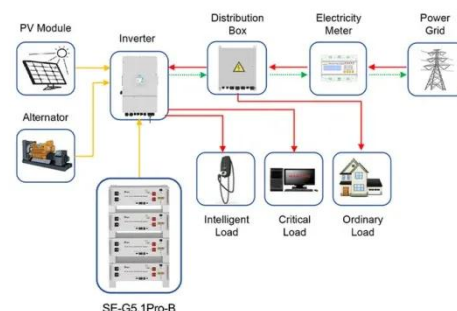 PV Module
Inverter
Distribution
Box
Electricity
Meter
Power
Grid
Alternator
Intelligent
Load
Critical
Load
Ordinary
Load
SE-G5.1Pro-B